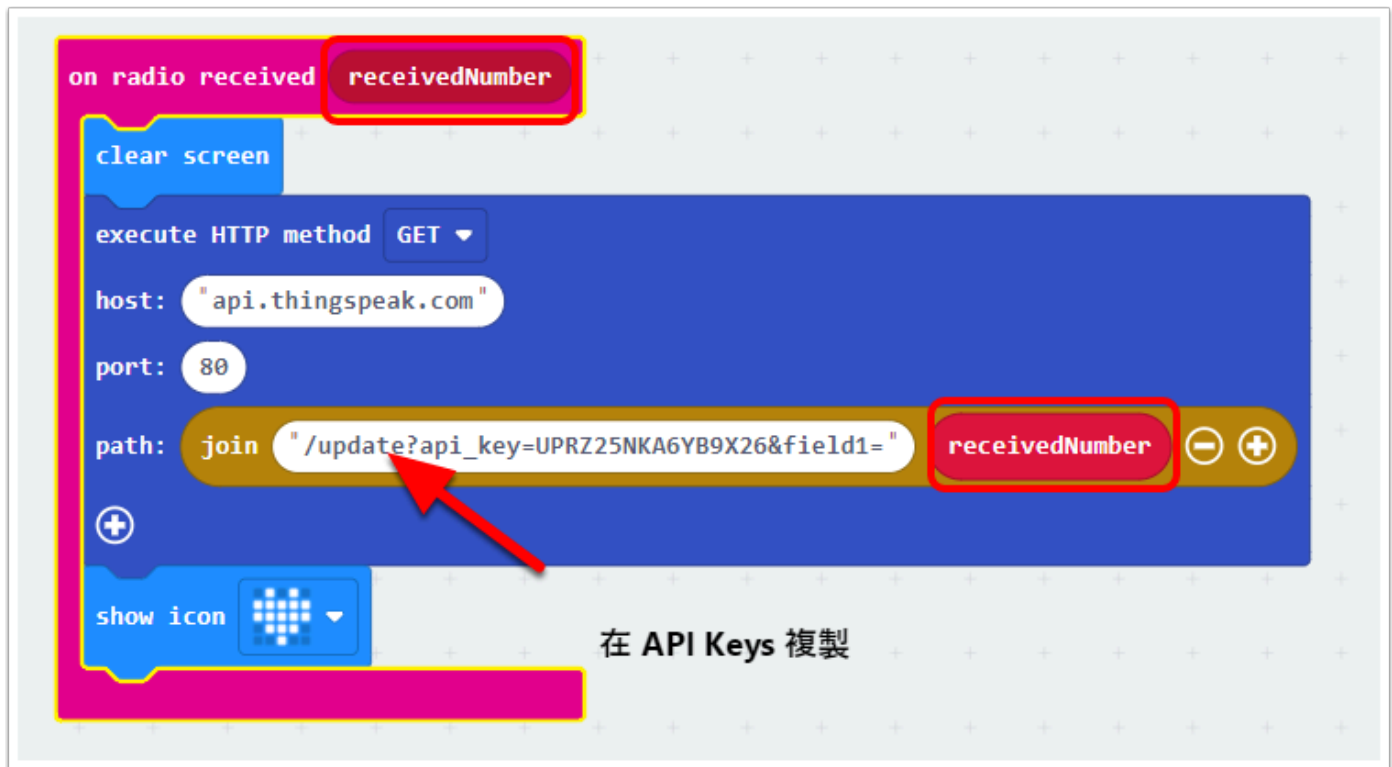 on radio received receivedNumber
clear screen
execute HTTP method GET
host: "api.thingspeak.com"
port: 80
path: join "/update?api_key=UPRZ25NKA6YB9X26&field1=" receivedNumber
show icon
在 API Keys 複製